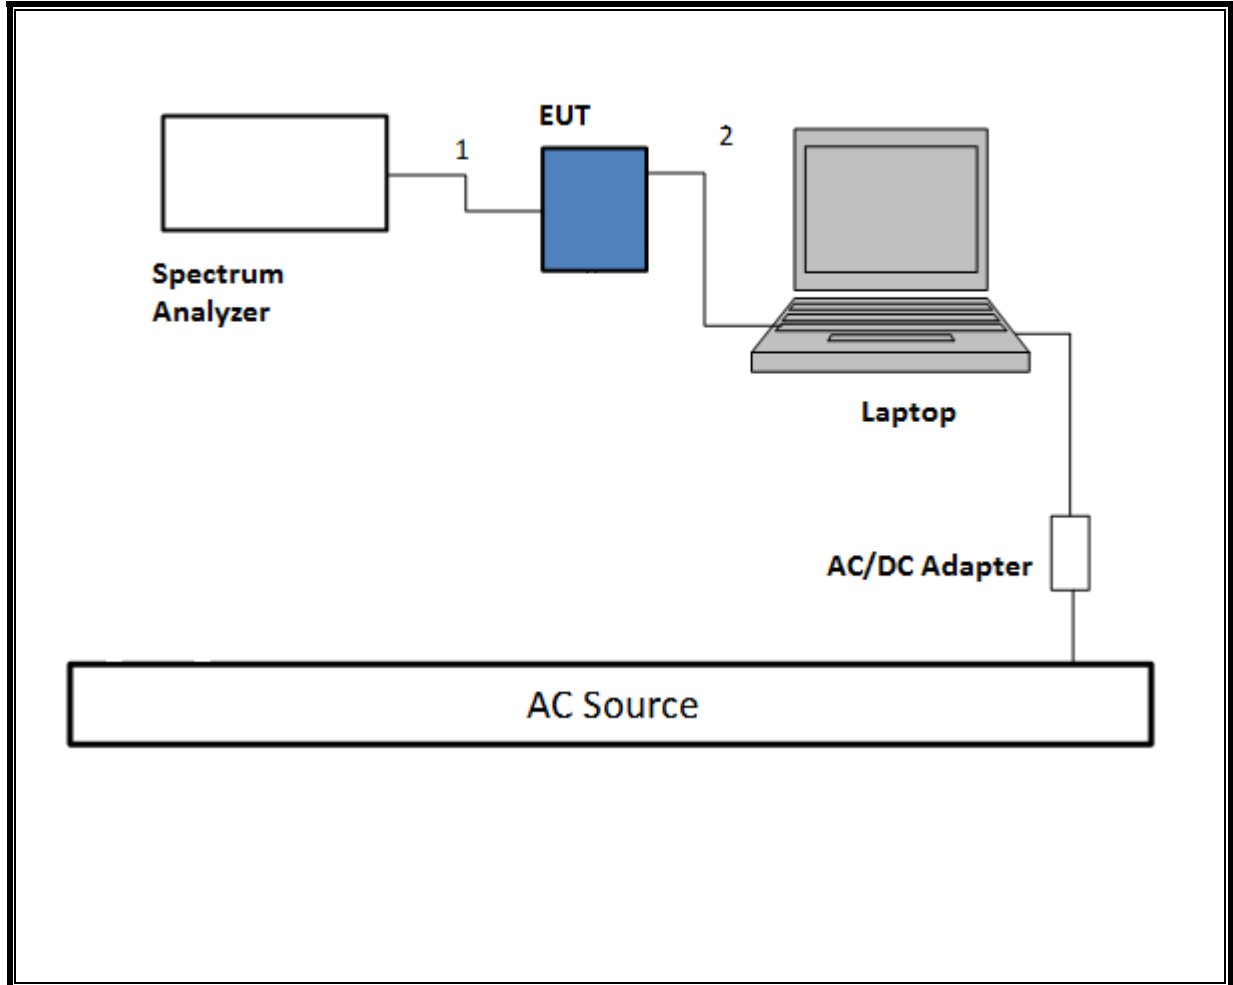 EUT
1
2
Spectrum
Analyzer
Laptop
AC/DC Adapter
AC Source